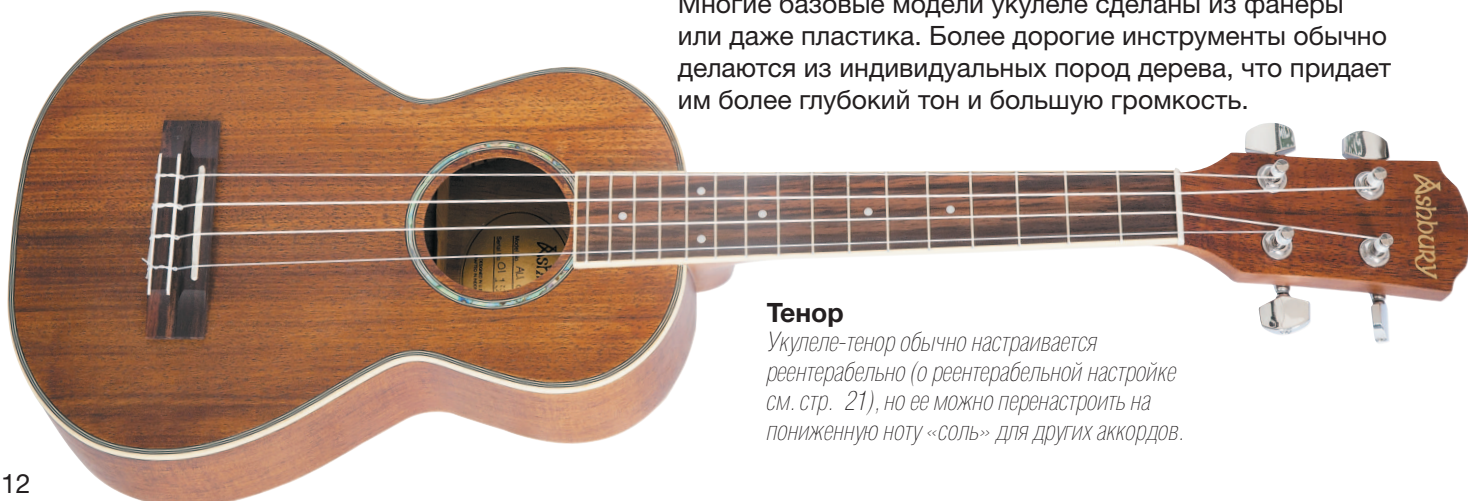 Многие базовые модели укулеле сделаны из фанеры
или даже пластика. Более дорогие инструменты обычно
делаются из индивидуальных пород дерева, что придает
им более глубокий тон и большую громкость.
Ashbury
Тенор
Укулеле-тенор обычно настраивается
реентерабельно (о реентерабельной настройке
см. стр. 21), но ее можно перенастроить на
пониженную ноту «соль» для других аккордов.
12